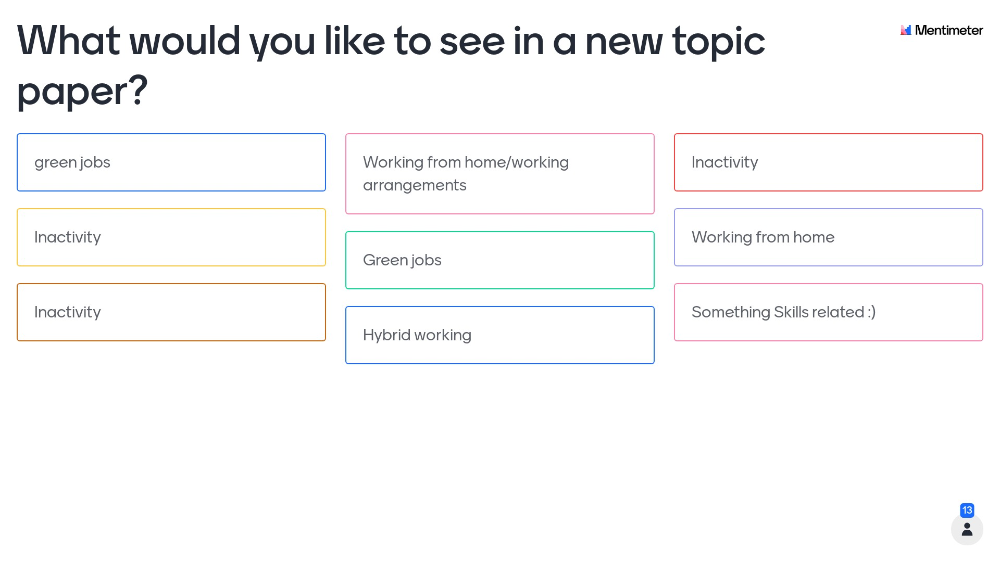 What would you like to see in a new topic
paper?
Mentimeter
green jobs
Inactivity
Inactivity
Working from home/working
arrangements
Green jobs
Hybrid working
Inactivity
Working from home
Something Skills related :)
13